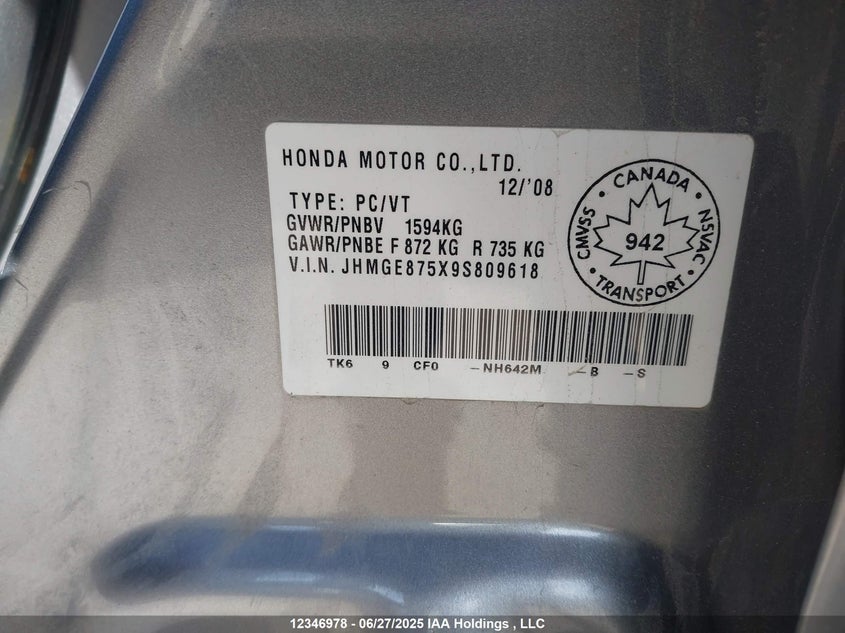 HONDA MOTOR CO.,LTD.
12/'08
TYPE: PC/VT
GVWR/PNBV 1594KG
GAWR/PNBE F 872 KG R 735 KG
V.I.N. JHMGE875X9S809618
CANADA
CMVSS
NSVAC
942
TRANSPORT
TK6 9 CF0 -NH642M -B -S
12346978 - 06/27/2025 IAA Holdings , LLC